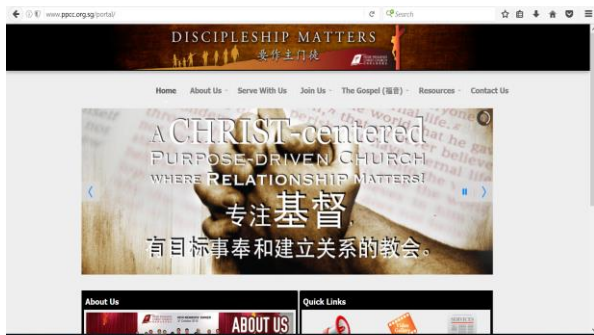 www.ppcc.org.sg/portal/
Search
DISCIPLESHIP MATTERS
要作主门徒
Home About Us Serve With Us Join Us The Gospel (福音) Resources Contact Us
A CHRIST-centered
PURPOSE-DRIVEN CHURCH
WHERE RELATIONSHIP MATTERS!
专注基督,
有目标事奉和建立关系的教会。
About Us
Quick Links
ABOUT US